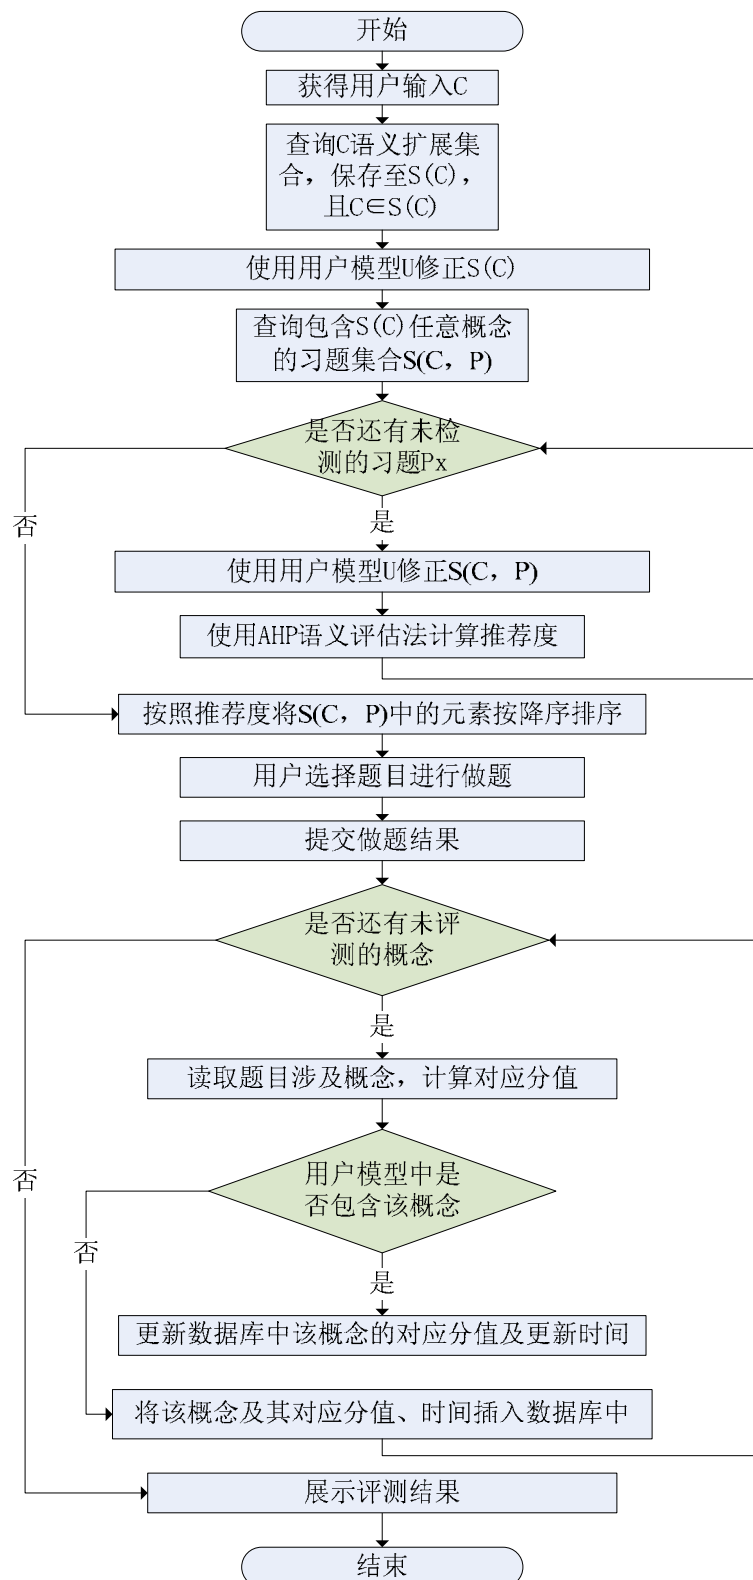 开始
获得用户输入C
查询C语义扩展集
合，保存至S(C)，
且C∈S(C)
使用用户模型U修正S(C)
查询包含S(C)任意概念
的习题集合S(C，P)
是否还有未检
测的习题Px
否
是
使用用户模型U修正S(C，P)
使用AHP语义评估法计算推荐度
按照推荐度将S(C，P)中的元素按降序排序
用户选择题目进行做题
提交做题结果
是否还有未评
测的概念
是
读取题目涉及概念，计算对应分值
否
用户模型中是
否包含该概念
否
是
更新数据库中该概念的对应分值及更新时间
将该概念及其对应分值、时间插入数据库中
展示评测结果
结束